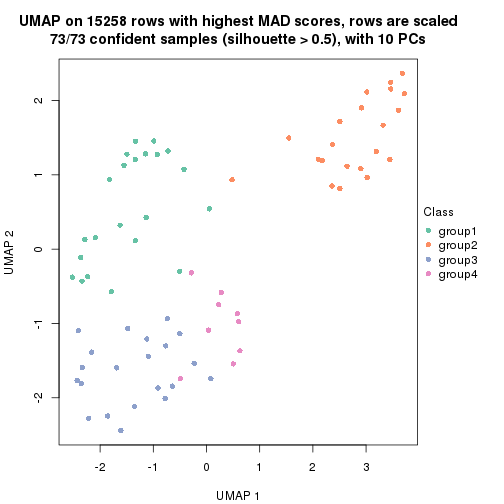 UMAP on 15258 rows with highest MAD scores, rows are scaled
73/73 confident samples (silhouette > 0.5), with 10 PCs
2
1
0
-1
-2
UMAP 2
-2
-1
0
1
2
3
UMAP 1
Class
group1
group2
group3
group4